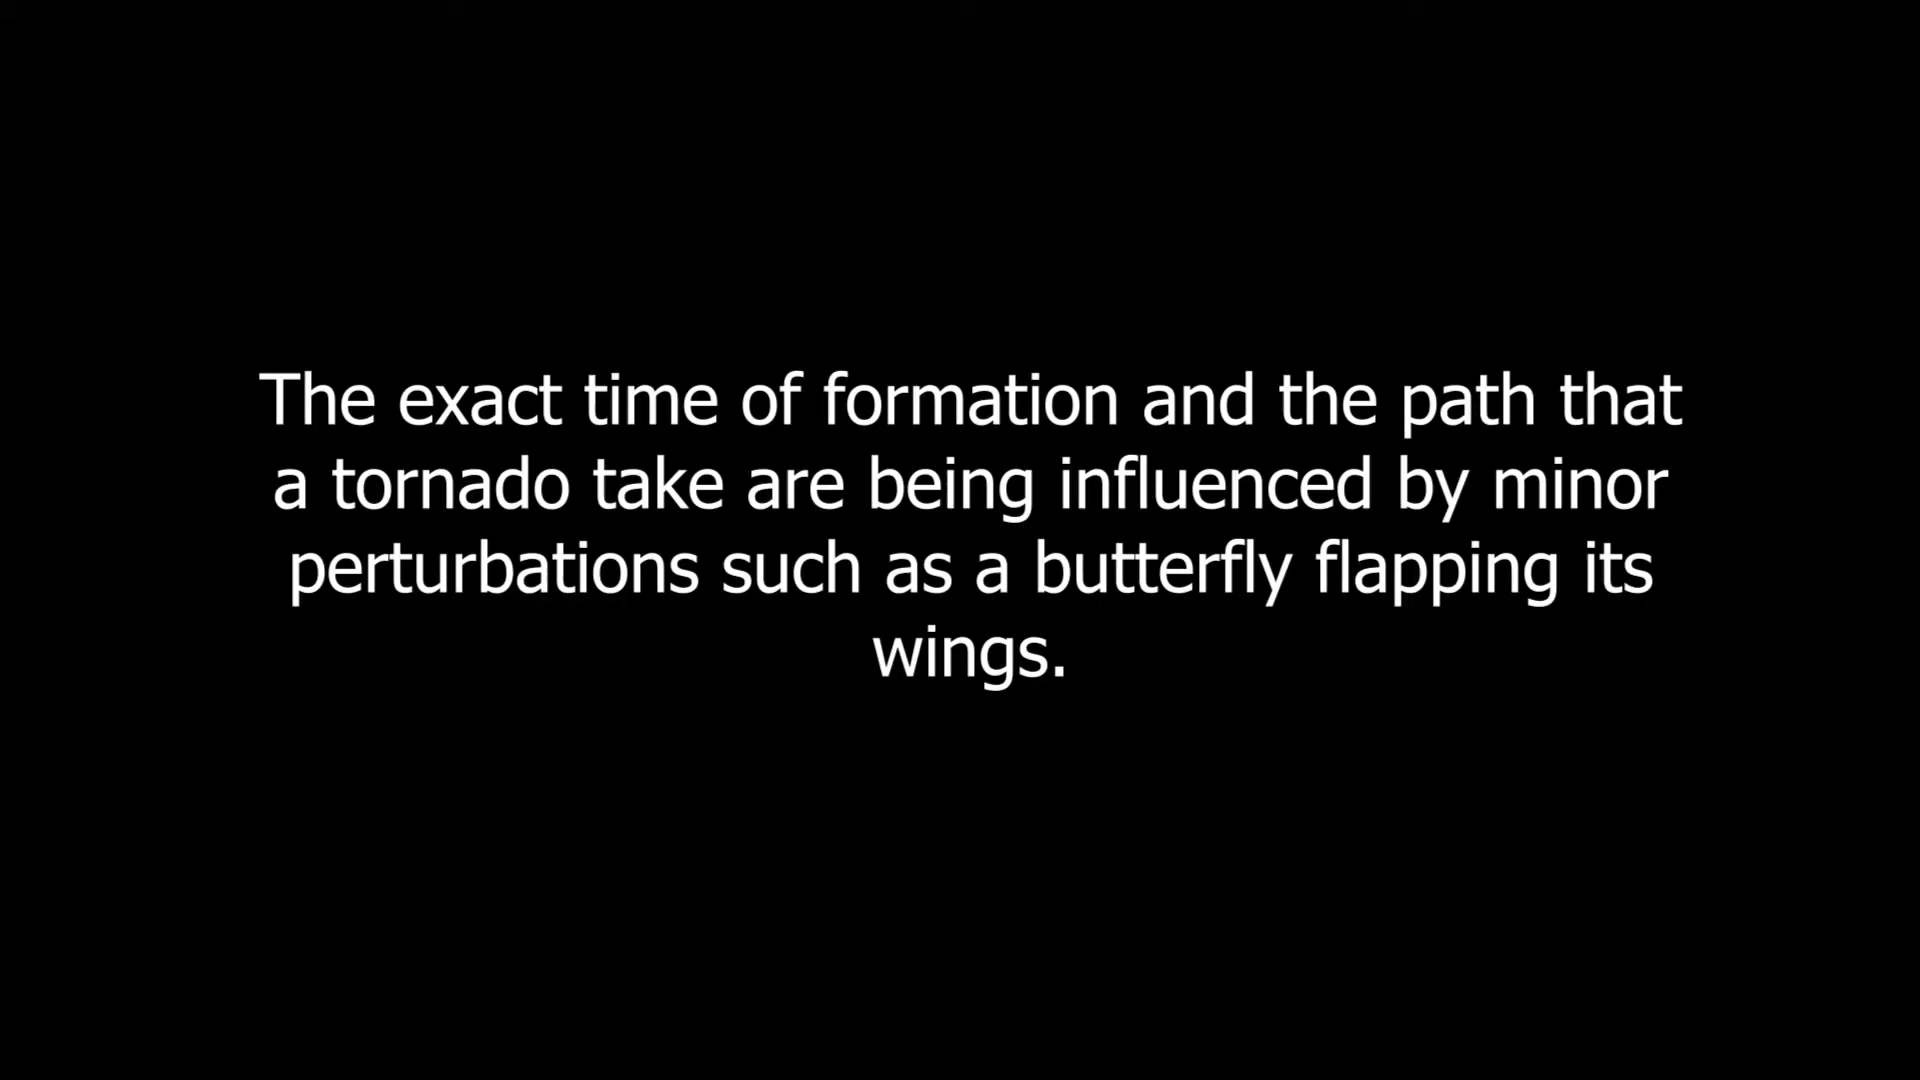 The exact time of formation and the path that
a tornado take are being influenced by minor
perturbations such as a butterfly flapping its
wings.